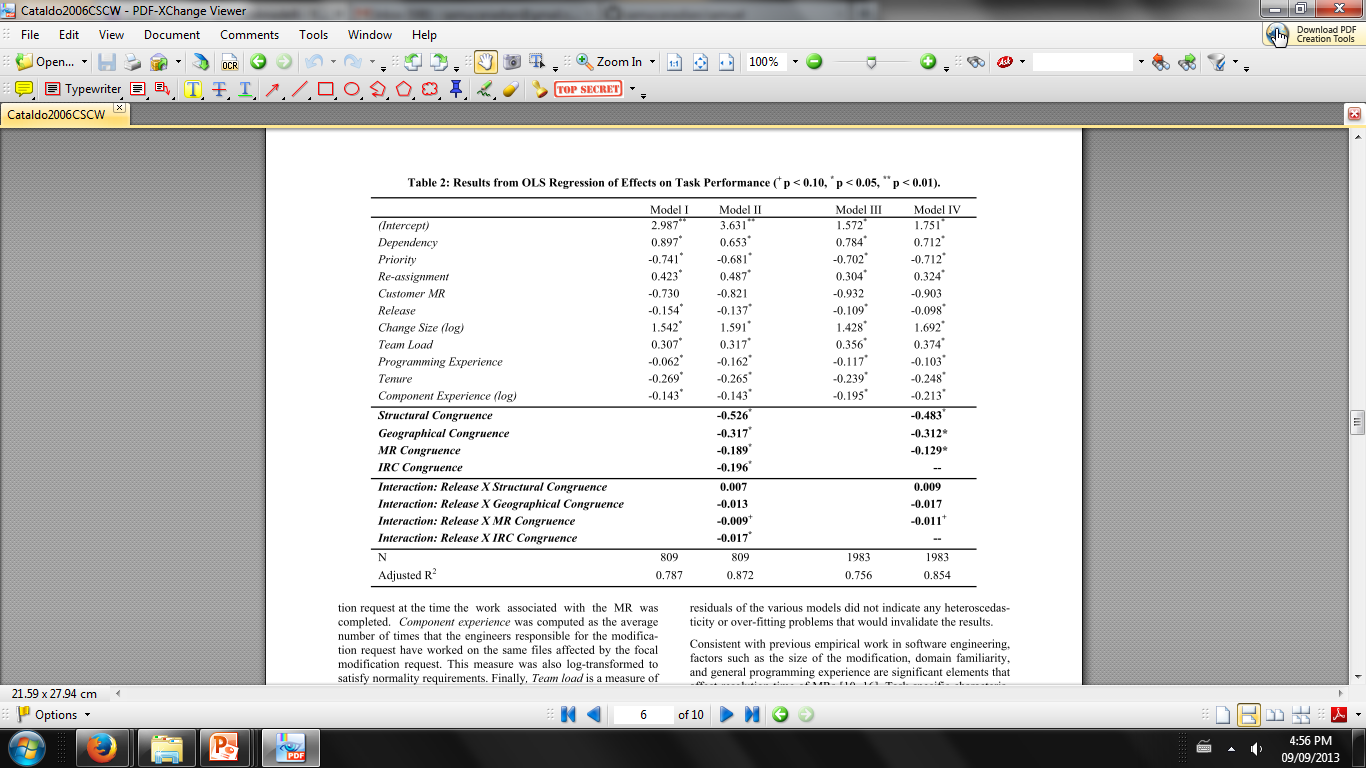 Cataldo2006CSCW - PDF-XChange Viewer
File Edit View Document Comments Tools Window Help
Download PDF
Creation Tools
Open... OCR Zoom In 1:1 100%
Typewriter T T T TOP SECRET
Cataldo2006CSCW
Table 2: Results from OLS Regression of Effects on Task Performance (+ p < 0.10, * p < 0.05, ** p < 0.01).
Model I Model II Model III Model IV
(Intercept) 2.987** 3.631** 1.572* 1.751*
Dependency 0.897* 0.653* 0.784* 0.712*
Priority -0.741* -0.681* -0.702* -0.712*
Re-assignment 0.423* 0.487* 0.304* 0.324*
Customer MR -0.730 -0.821 -0.932 -0.903
Release -0.154* -0.137* -0.109* -0.098*
Change Size (log) 1.542* 1.591* 1.428* 1.692*
Team Load 0.307* 0.317* 0.356* 0.374*
Programming Experience -0.062* -0.162* -0.117* -0.103*
Tenure -0.269* -0.265* -0.239* -0.248*
Component Experience (log) -0.143* -0.143* -0.195* -0.213*
Structural Congruence -0.526* -0.483*
Geographical Congruence -0.317* -0.312*
MR Congruence -0.189* -0.129*
IRC Congruence -0.196* --
Interaction: Release X Structural Congruence 0.007 0.009
Interaction: Release X Geographical Congruence -0.013 -0.017
Interaction: Release X MR Congruence -0.009+ -0.011+
Interaction: Release X IRC Congruence -0.017* --
N 809 809 1983 1983
Adjusted R2 0.787 0.872 0.756 0.854
tion request at the time the work associated with the MR was
completed. Component experience was computed as the average
number of times that the engineers responsible for the modifica-
tion request have worked on the same files affected by the focal
modification request. This measure was also log-transformed to
satisfy normality requirements. Finally, Team load is a measure of
residuals of the various models did not indicate any heteroscedas-
ticity or over-fitting problems that would invalidate the results.
Consistent with previous empirical work in software engineering,
factors such as the size of the modification, domain familiarity,
and general programming experience are significant elements that
21.59 x 27.94 cm
Options 6 of 10
PDF
4:56 PM
09/09/2013